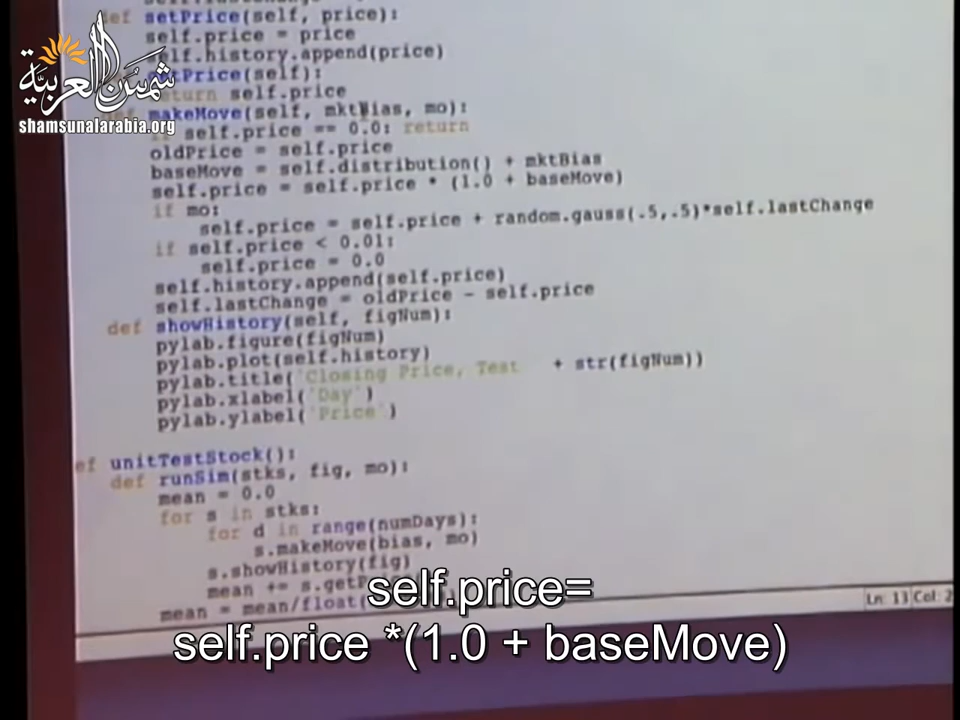 def setPrice(self, price):
self.price = price
self.history.append(price)
getPrice(self):
return self.price
def makeMove(self, mktBias, mo):
if self.price == 0.0: return
oldPrice = self.price
baseMove = self.distribution() + mktBias
self.price = self.price * (1.0 + baseMove)
if mo:
self.price = self.price + random.gauss(.5,.5)*self.lastChange
if self.price < 0.01:
self.price = 0.0
self.history.append(self.price)
self.lastChange = oldPrice - self.price
def showHistory(self, figNum):
pylab.figure(figNum)
pylab.plot(self.history)
pylab.title('Closing Price, Test + str(figNum))
pylab.xlabel('Day')
pylab.ylabel('Price')
ef unitTestStock():
def runSim(stks, fig, mo):
mean = 0.0
for s in stks:
for d in range(numDays):
s.makeMove(bias, mo)
s.showHistory(fig)
mean += s.getP
mean = mean/float(
Ln: 13 Col: 2
شمس العربية
shamsunalarabia.org
self.price=
self.price *(1.0 + baseMove)